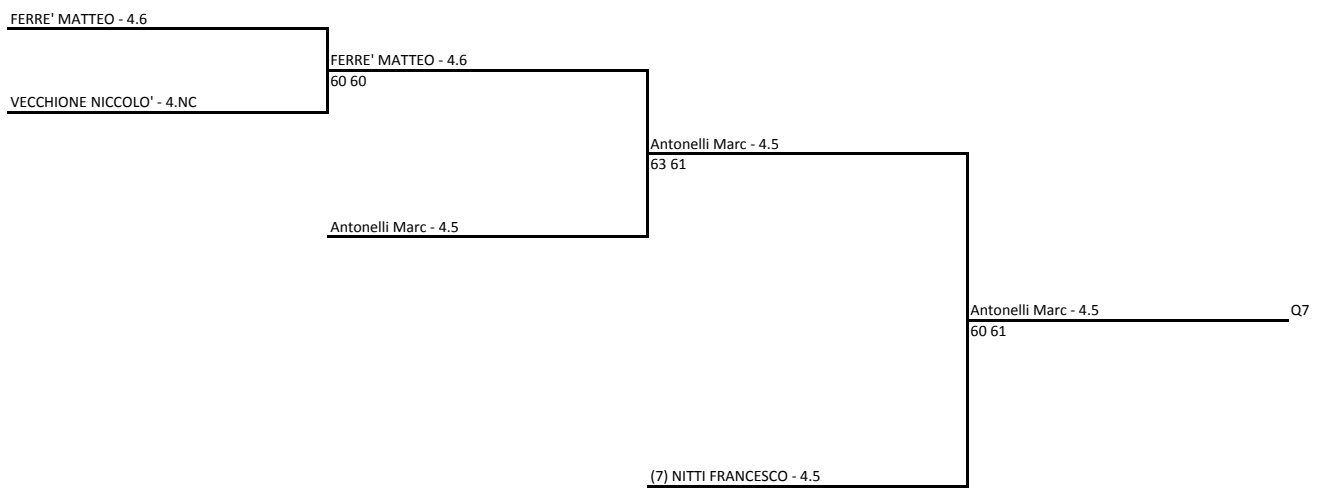 FERRE' MATTEO - 4.6
FERRE' MATTEO - 4.6
60 60
VECCHIONE NICCOLO' - 4.NC
Antonelli Marc - 4.5
63 61
Antonelli Marc - 4.5
Antonelli Marc - 4.5
Q7
60 61
(7) NITTI FRANCESCO - 4.5